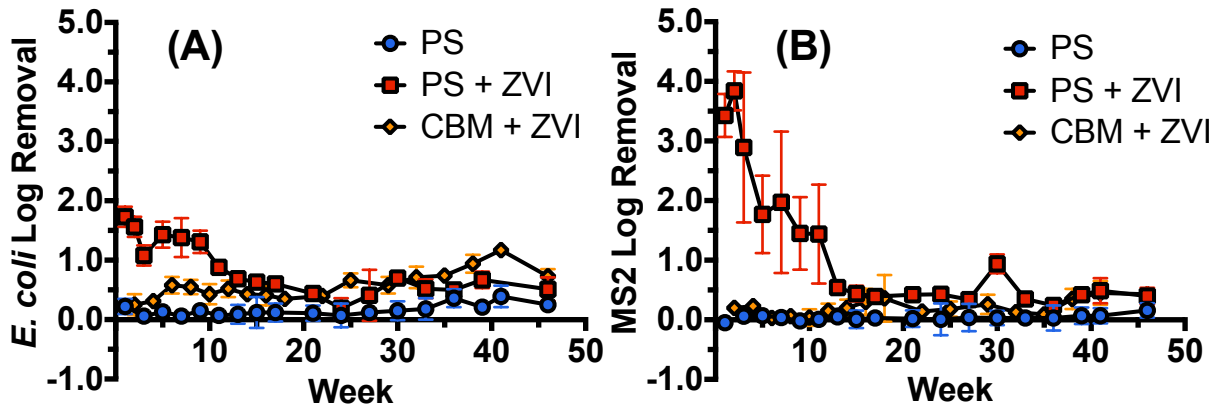 (A)
E. coli Log Removal
5.0
4.0
3.0
2.0
1.0
0.0
-1.0
PS
PS + ZVI
CBM + ZVI
10 20 30 40 50
Week
(B)
MS2 Log Removal
5.0
4.0
3.0
2.0
1.0
0.0
-1.0
PS
PS + ZVI
CBM + ZVI
10 20 30 40 50
Week